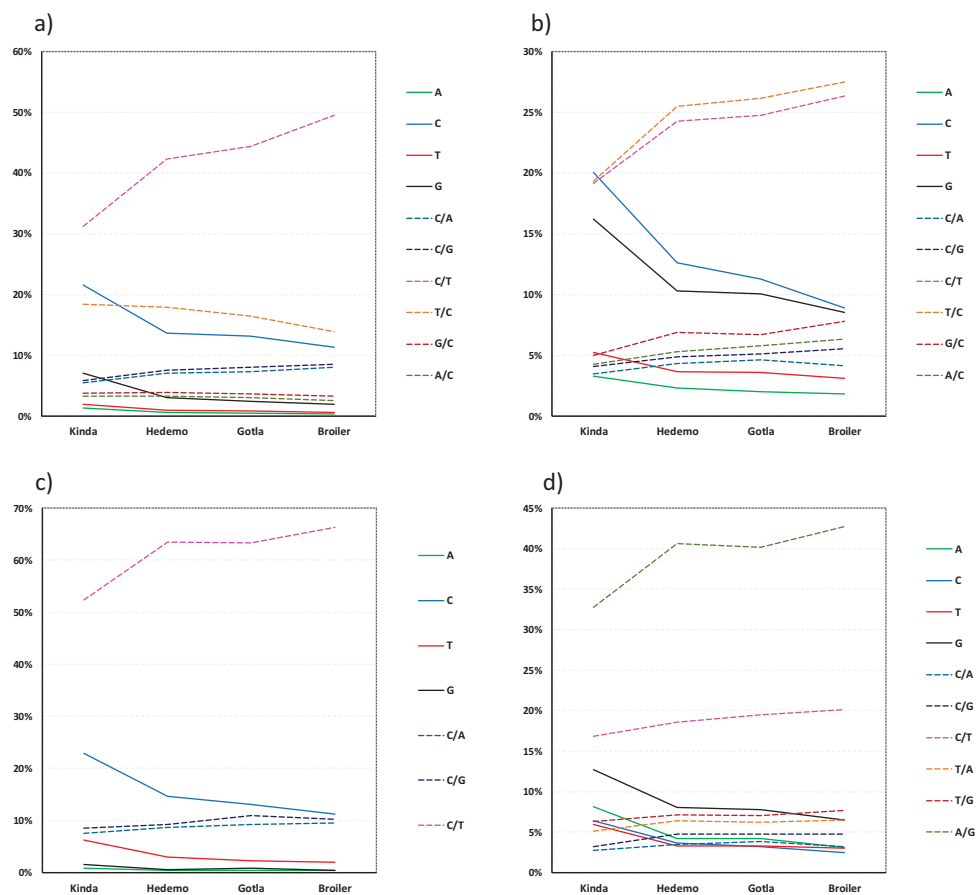 a)
60%
50%
40%
30%
20%
10%
0%
Kinda Hedemo Gotla Broiler
A
C
T
G
C/A
C/G
C/T
T/C
G/C
A/C
b)
30%
25%
20%
15%
10%
5%
0%
Kinda Hedemo Gotla Broiler
A
C
T
G
C/A
C/G
C/T
T/C
G/C
A/C
c)
70%
60%
50%
40%
30%
20%
10%
0%
Kinda Hedemo Gotla Broiler
A
C
T
G
C/A
C/G
C/T
d)
45%
40%
35%
30%
25%
20%
15%
10%
5%
0%
Kinda Hedemo Gotla Broiler
A
C
T
G
C/A
C/G
C/T
T/A
T/G
A/G